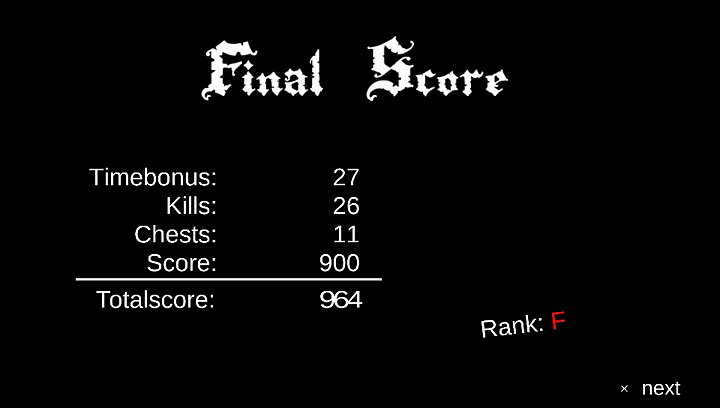 Final Score
Timebonus: 27
Kills: 26
Chests: 11
Score: 900
Totalscore: 964
Rank: F
× next